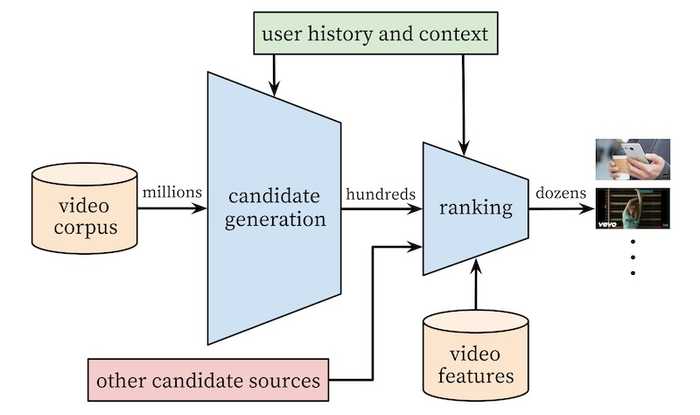 user history and context
millions
video
corpus
candidate
generation
hundreds
ranking
dozens
vevo
other candidate sources
video
features